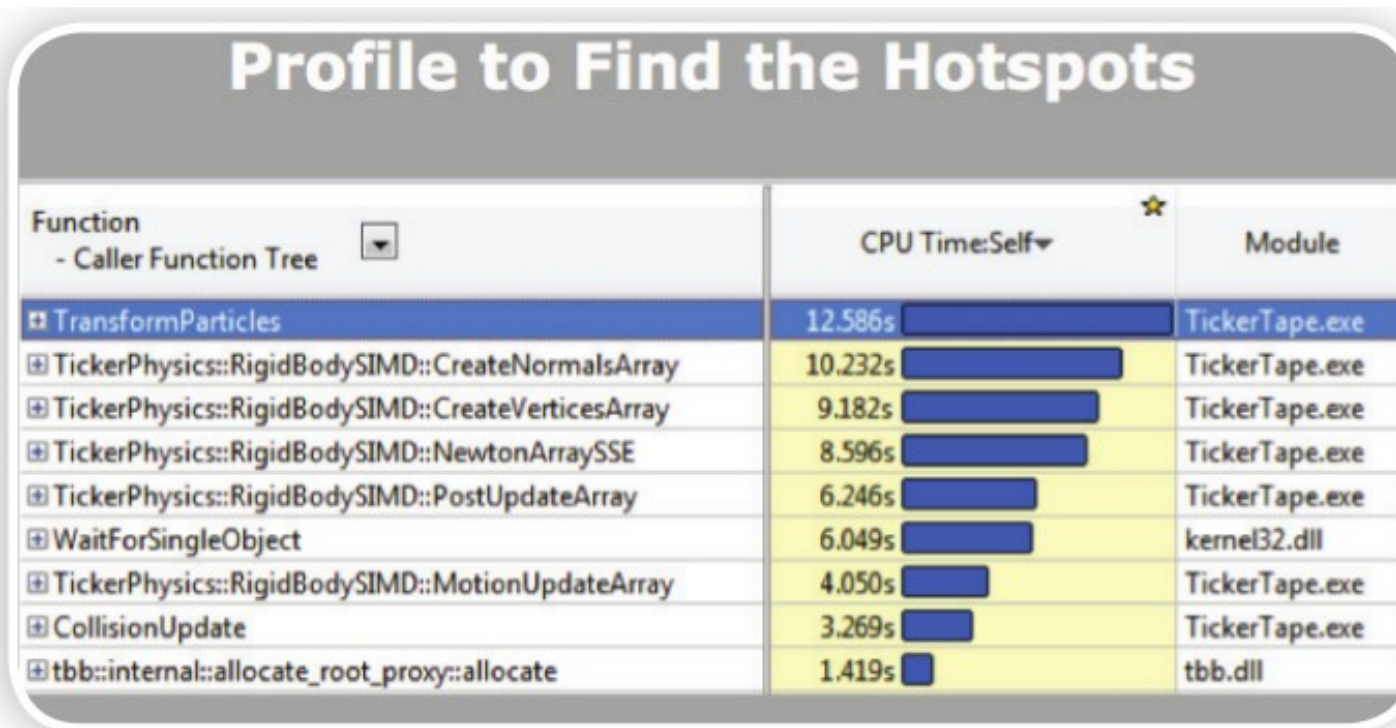 Profile to Find the Hotspots
Function
- Caller Function Tree
CPU Time:Self
Module
TransformParticles 12.586s TickerTape.exe
TickerPhysics::RigidBodySIMD::CreateNormalsArray 10.232s TickerTape.exe
TickerPhysics::RigidBodySIMD::CreateVerticesArray 9.182s TickerTape.exe
TickerPhysics::RigidBodySIMD::NewtonArraySSE 8.596s TickerTape.exe
TickerPhysics::RigidBodySIMD::PostUpdateArray 6.246s TickerTape.exe
WaitForSingleObject 6.049s kernel32.dll
TickerPhysics::RigidBodySIMD::MotionUpdateArray 4.050s TickerTape.exe
CollisionUpdate 3.269s TickerTape.exe
tbb::internal::allocate_root_proxy::allocate 1.419s tbb.dll